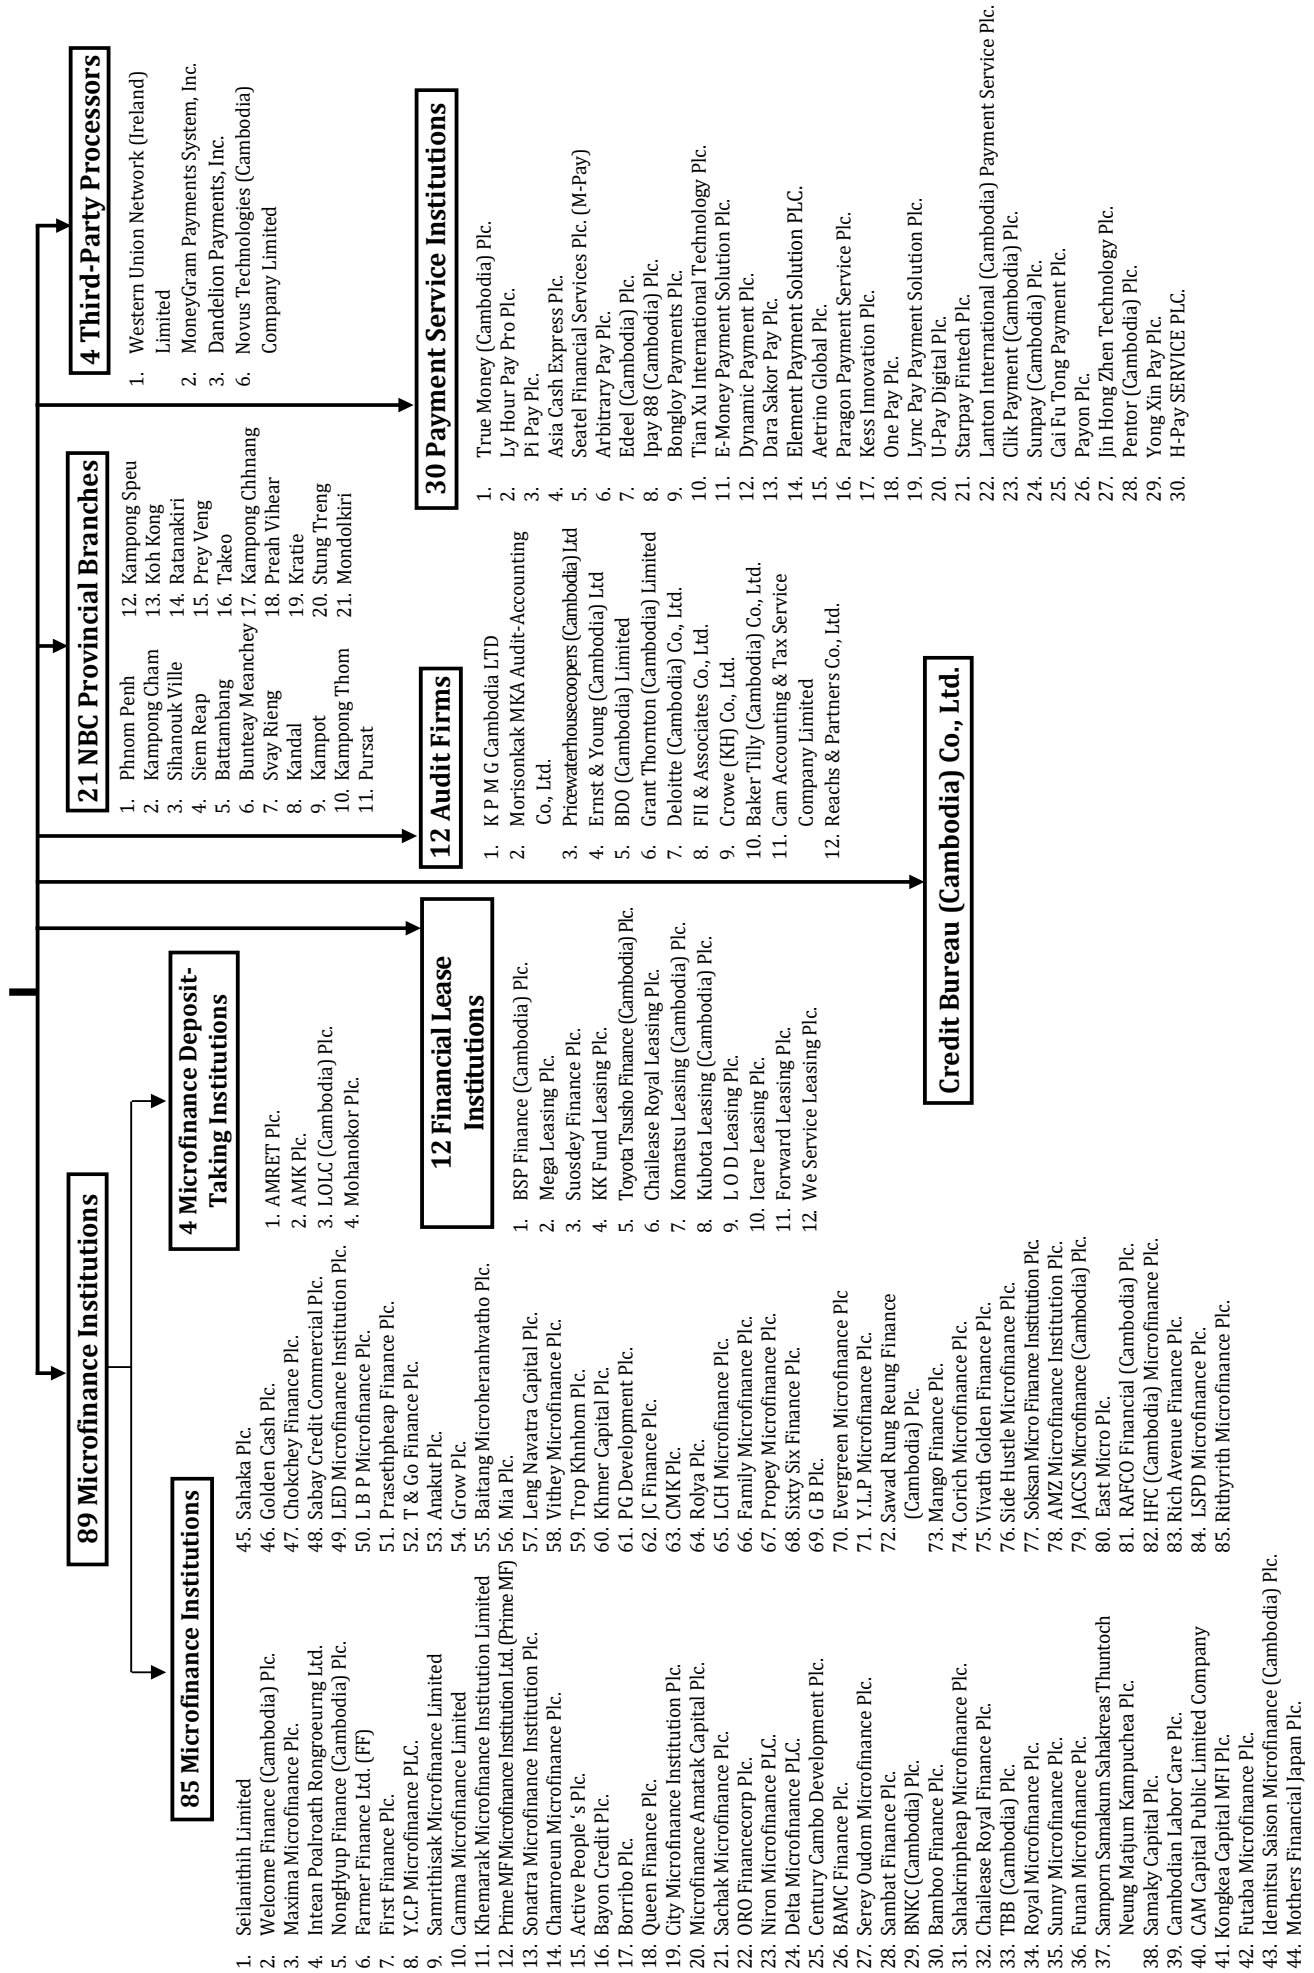 89 Microfinance Institutions
85 Microfinance Institutions
1. Seilanithih Limited
2. Welcome Finance (Cambodia) Plc.
3. Maxima Microfinance Plc.
4. Intean Poalroath Rongroeurng Ltd.
5. NongHyup Finance (Cambodia) Plc.
6. Farmer Finance Ltd. (FF)
7. First Finance Plc.
8. Y.C.P Microfinance PLC.
9. Samrithisak Microfinance Limited
10. Camma Microfinance Limited
11. Khemarak Microfinance Institution Limited
12. Prime MF Microfinance Institution Ltd. (Prime MF)
13. Sonatra Microfinance Institution Plc.
14. Chamroeun Microfinance Plc.
15. Active People 's Plc.
16. Bayon Credit Plc.
17. Borribo Plc.
18. Queen Finance Plc.
19. City Microfinance Institution Plc.
20. Microfinance Amatak Capital Plc.
21. Sachak Microfinance Plc.
22. ORO Financecorp Plc.
23. Niron Microfinance PLC.
24. Delta Microfinance PLC.
25. Century Cambo Development Plc.
26. BAMC Finance Plc.
27. Serey Oudom Microfinance Plc.
28. Sambat Finance Plc.
29. BNKC (Cambodia) Plc.
30. Bamboo Finance Plc.
31. Sahakrinpheap Microfinance Plc.
32. Chailease Royal Finance Plc.
33. TBB (Cambodia) Plc.
34. Royal Microfinance Plc.
35. Sunny Microfinance Plc.
36. Funan Microfinance Plc.
37. Samporn Samakum Sahakreas Thuntoch
Neung Matjum Kampuchea Plc.
38. Samaky Capital Plc.
39. Cambodian Labor Care Plc.
40. CAM Capital Public Limited Company
41. Kongkea Capital MFI Plc.
42. Futaba Microfinance Plc.
43. Idemitsu Saison Microfinance (Cambodia) Plc.
44. Mothers Financial Japan Plc.
45. Sahaka Plc.
46. Golden Cash Plc.
47. Chokchey Finance Plc.
48. Sabay Credit Commercial Plc.
49. LED Microfinance Institution Plc.
50. L B P Microfinance Plc.
51. Prasethpheap Finance Plc.
52. T & Go Finance Plc.
53. Anakut Plc.
54. Grow Plc.
55. Baitang Microheranhvatho Plc.
56. Mia Plc.
57. Leng Navatra Capital Plc.
58. Vithey Microfinance Plc.
59. Trop Khnhom Plc.
60. Khmer Capital Plc.
61. PG Development Plc.
62. JC Finance Plc.
63. CMK Plc.
64. Rolya Plc.
65. LCH Microfinance Plc.
66. Family Microfinance Plc.
67. Propey Microfinance Plc.
68. Sixty Six Finance Plc.
69. G B Plc.
70. Evergreen Microfinance Plc
71. Y.L.P Microfinance Plc.
72. Sawad Rung Reung Finance
(Cambodia) Plc.
73. Mango Finance Plc.
74. Corich Microfinance Plc.
75. Vivath Golden Finance Plc.
76. Side Hustle Microfinance Plc.
77. Soksan Micro Finance Institution Plc.
78. AMZ Microfinance Institution Plc.
79. JACCS Microfinance (Cambodia) Plc.
80. East Micro Plc.
81. RAFCO Financial (Cambodia) Plc.
82. HFC (Cambodia) Microfinance Plc.
83. Rich Avenue Finance Plc.
84. LSPD Microfinance Plc.
85. Rithyrith Microfinance Plc.
4 Microfinance Deposit-
Taking Institutions
1. AMRET Plc.
2. AMK Plc.
3. LOLC (Cambodia) Plc.
4. Mohanokor Plc.
12 Financial Lease
Institutions
1. BSP Finance (Cambodia) Plc.
2. Mega Leasing Plc.
3. Suosdey Finance Plc.
4. KK Fund Leasing Plc.
5. Toyota Tsusho Finance (Cambodia) Plc.
6. Chailease Royal Leasing Plc.
7. Komatsu Leasing (Cambodia) Plc.
8. Kubota Leasing (Cambodia) Plc.
9. L O D Leasing Plc.
10. Icare Leasing Plc.
11. Forward Leasing Plc.
12. We Service Leasing Plc.
Credit Bureau (Cambodia) Co., Ltd.
12 Audit Firms
1. K P M G Cambodia LTD
2. Morisonkak MKA Audit-Accounting
Co., Ltd.
3. Pricewaterhousecoopers (Cambodia) Ltd
4. Ernst & Young (Cambodia) Ltd
5. BDO (Cambodia) Limited
6. Grant Thornton (Cambodia) Limited
7. Deloitte (Cambodia) Co., Ltd.
8. FII & Associates Co., Ltd.
9. Crowe (KH) Co., Ltd.
10. Baker Tilly (Cambodia) Co., Ltd.
11. Cam Accounting & Tax Service
Company Limited
12. Reachs & Partners Co., Ltd.
21 NBC Provincial Branches
1. Phnom Penh
2. Kampong Cham
3. Sihanouk Ville
4. Siem Reap
5. Battambang
6. Bunteay Meanchey
7. Svay Rieng
8. Kandal
9. Kampot
10. Kampong Thom
11. Pursat
12. Kampong Speu
13. Koh Kong
14. Ratanakiri
15. Prey Veng
16. Takeo
17. Kampong Chhnang
18. Preah Vihear
19. Kratie
20. Stung Treng
21. Mondolkiri
30 Payment Service Institutions
1. True Money (Cambodia) Plc.
2. Ly Hour Pay Pro Plc.
3. Pi Pay Plc.
4. Asia Cash Express Plc.
5. Seatel Financial Services Plc. (M-Pay)
6. Arbitrary Pay Plc.
7. Edeel (Cambodia) Plc.
8. Ipay 88 (Cambodia) Plc.
9. Bongloy Payments Plc.
10. Tian Xu International Technology Plc.
11. E-Money Payment Solution Plc.
12. Dynamic Payment Plc.
13. Dara Sakor Pay Plc.
14. Element Payment Solution PLC.
15. Aetrino Global Plc.
16. Paragon Payment Service Plc.
17. Kess Innovation Plc.
18. One Pay Plc.
19. Lync Pay Payment Solution Plc.
20. U-Pay Digital Plc.
21. Starpay Fintech Plc.
22. Lanton International (Cambodia) Payment Service Plc.
23. Clik Payment (Cambodia) Plc.
24. Sunpay (Cambodia) Plc.
25. Cai Fu Tong Payment Plc.
26. Payon Plc.
27. Jin Hong Zhen Technology Plc.
28. Pentor (Cambodia) Plc.
29. Yong Xin Pay Plc.
30. H-Pay SERVICE PLC.
4 Third-Party Processors
1. Western Union Network (Ireland)
Limited
2. MoneyGram Payments System, Inc.
3. Dandelion Payments, Inc.
6. Novus Technologies (Cambodia)
Company Limited